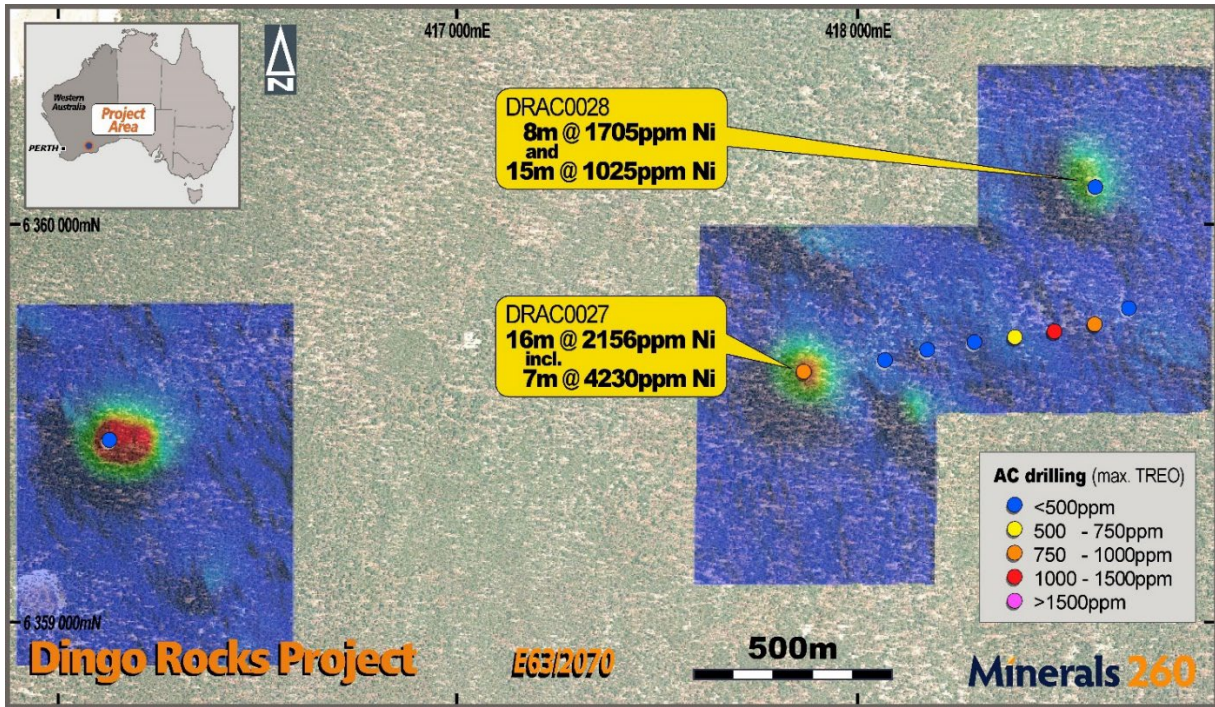 417 000mE
418 000mE
Western
Australia
Project
Area
PERTH
N
DRAC0028
8m @ 1705ppm Ni
and
15m @ 1025ppm Ni
6 360 000mN
DRAC0027
16m @ 2156ppm Ni
incl.
7m @ 4230ppm Ni
AC drilling (max. TREO)
<500ppm
500 - 750ppm
750 - 1000ppm
1000 - 1500ppm
>1500ppm
6 359 000mN
Dingo Rocks Project
E63/2070
500m
Minerals 260